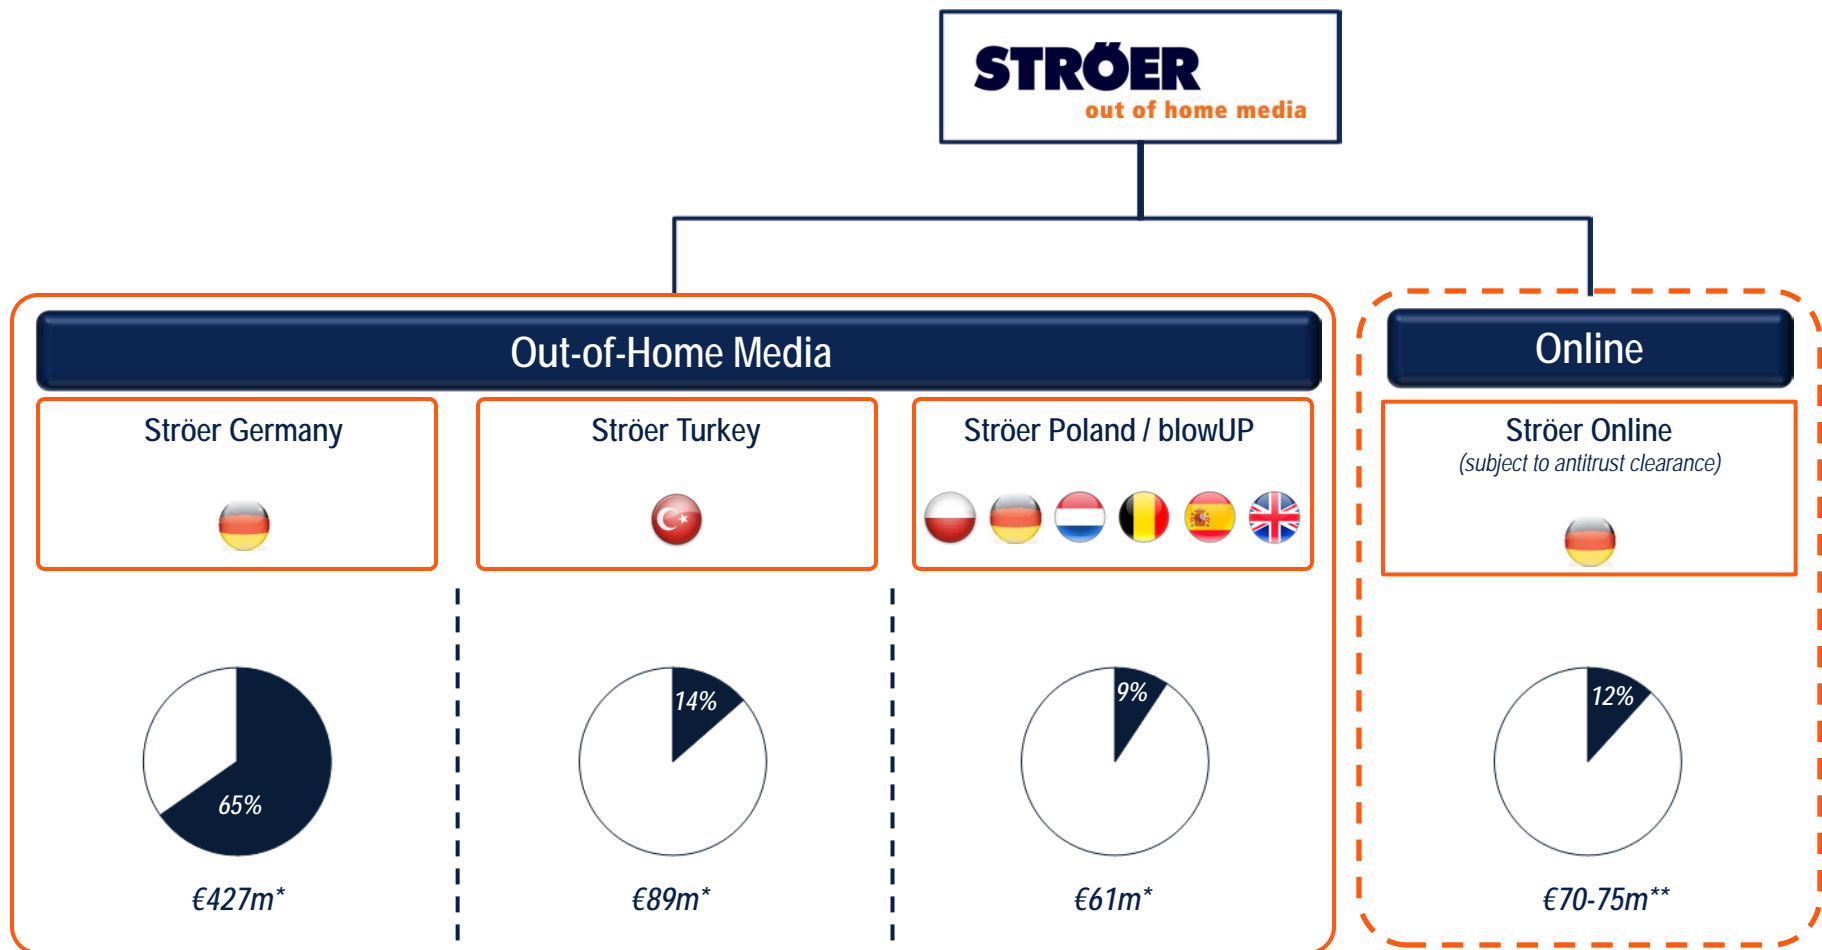 STRÖER
out of home media
Out-of-Home Media
Online
Ströer Germany
Ströer Turkey
Ströer Poland / blowUP
Ströer Online
(subject to antitrust clearance)
65%
14%
9%
12%
€427m*
€89m*
€61m*
€70-75m**